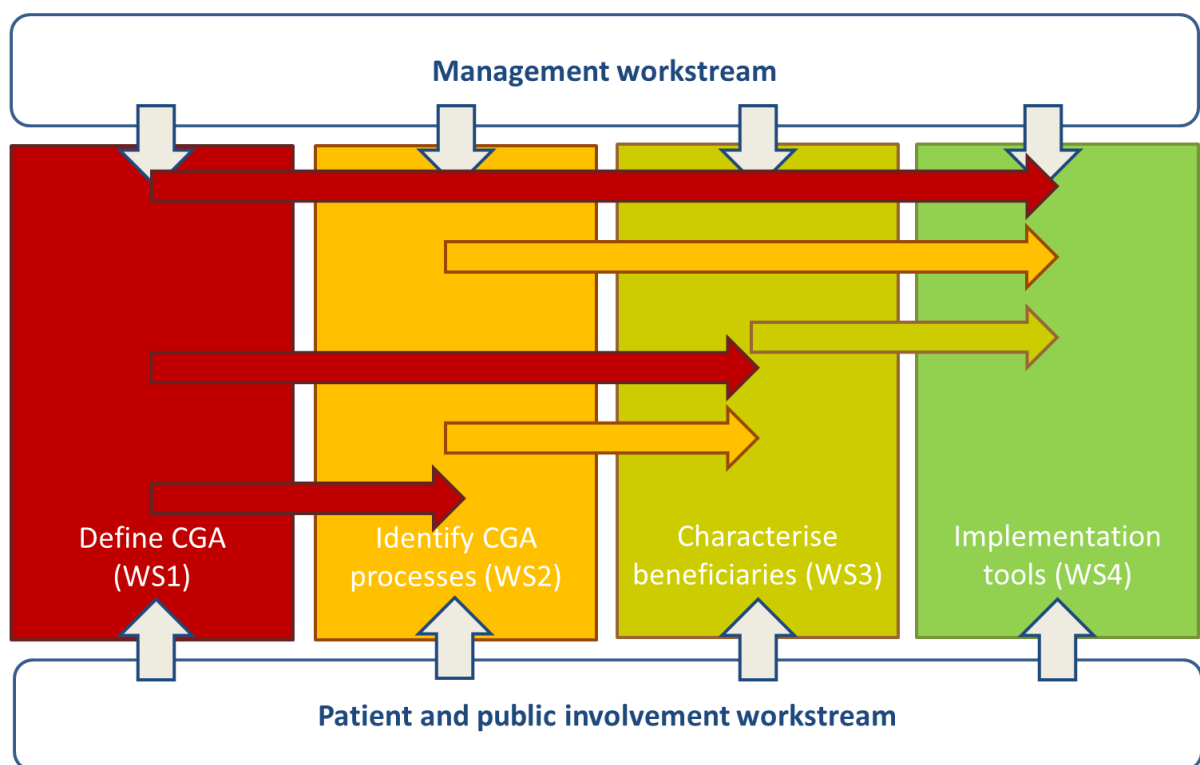 Management workstream
Define CGA
(WS1)
Identify CGA
processes (WS2)
Characterise
beneficiaries (WS3)
Implementation
tools (WS4)
Patient and public involvement workstream